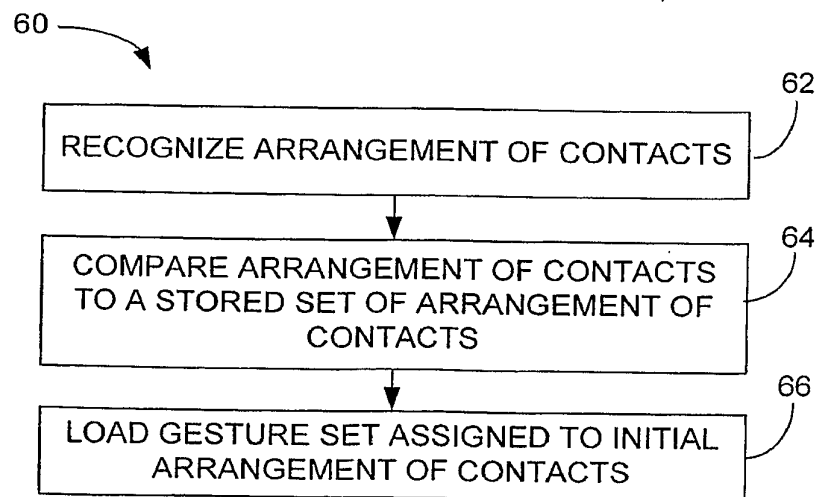 60
62
RECOGNIZE ARRANGEMENT OF CONTACTS
64
COMPARE ARRANGEMENT OF CONTACTS
TO A STORED SET OF ARRANGEMENT OF
CONTACTS
66
LOAD GESTURE SET ASSIGNED TO INITIAL
ARRANGEMENT OF CONTACTS